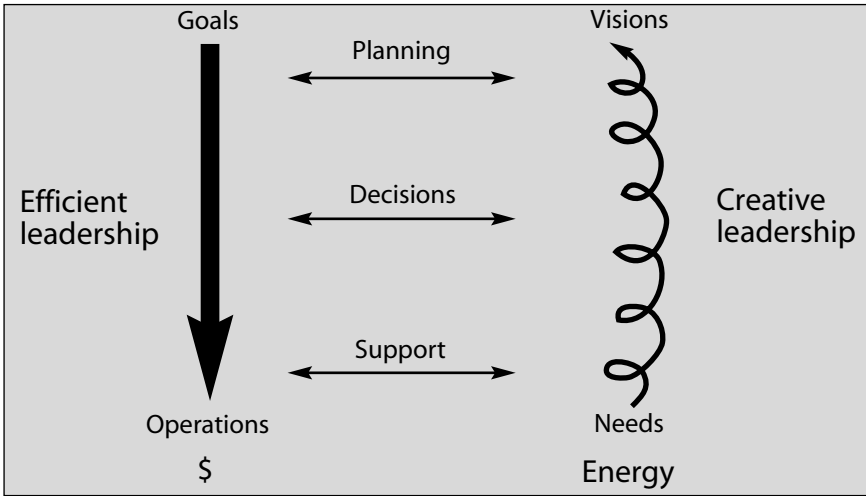 Goals
Visions
Planning
Efficient
leadership
Decisions
Creative
leadership
Support
Operations
Needs
$
Energy